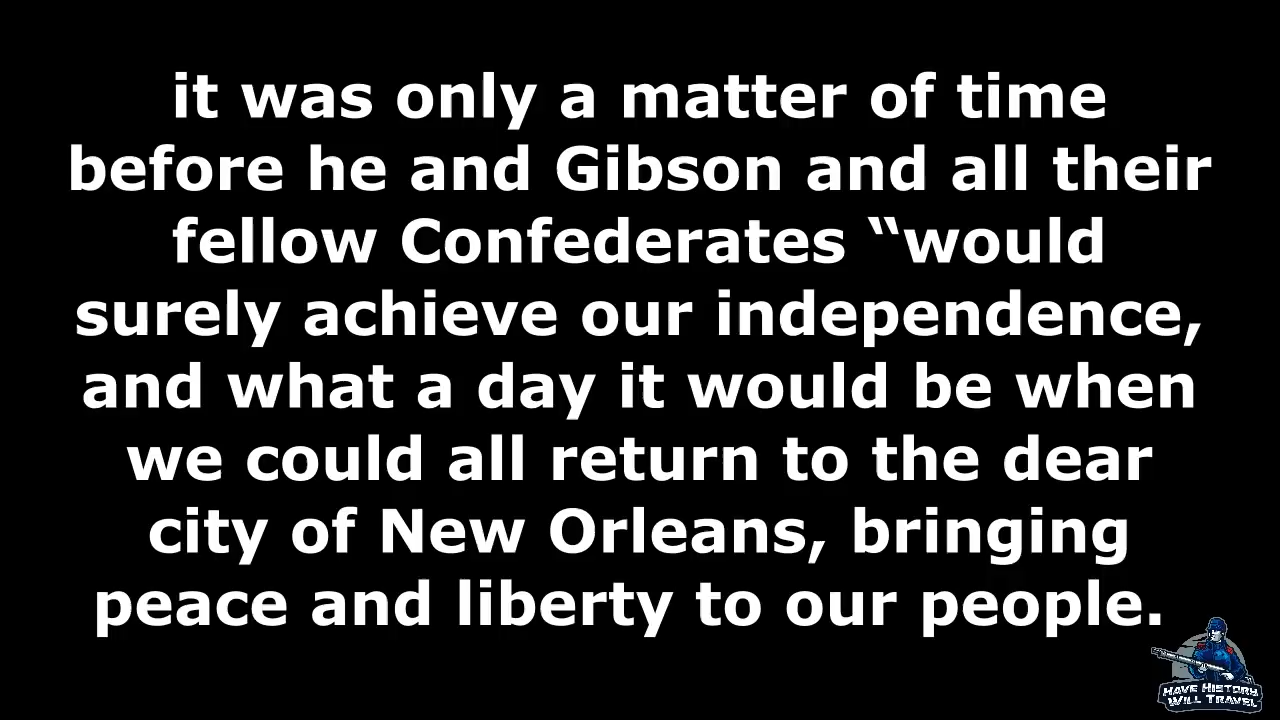 it was only a matter of time
before he and Gibson and all their
fellow Confederates “would
surely achieve our independence,
and what a day it would be when
we could all return to the dear
city of New Orleans, bringing
peace and liberty to our people.
HAVE HISTORY
WILL TRAVEL